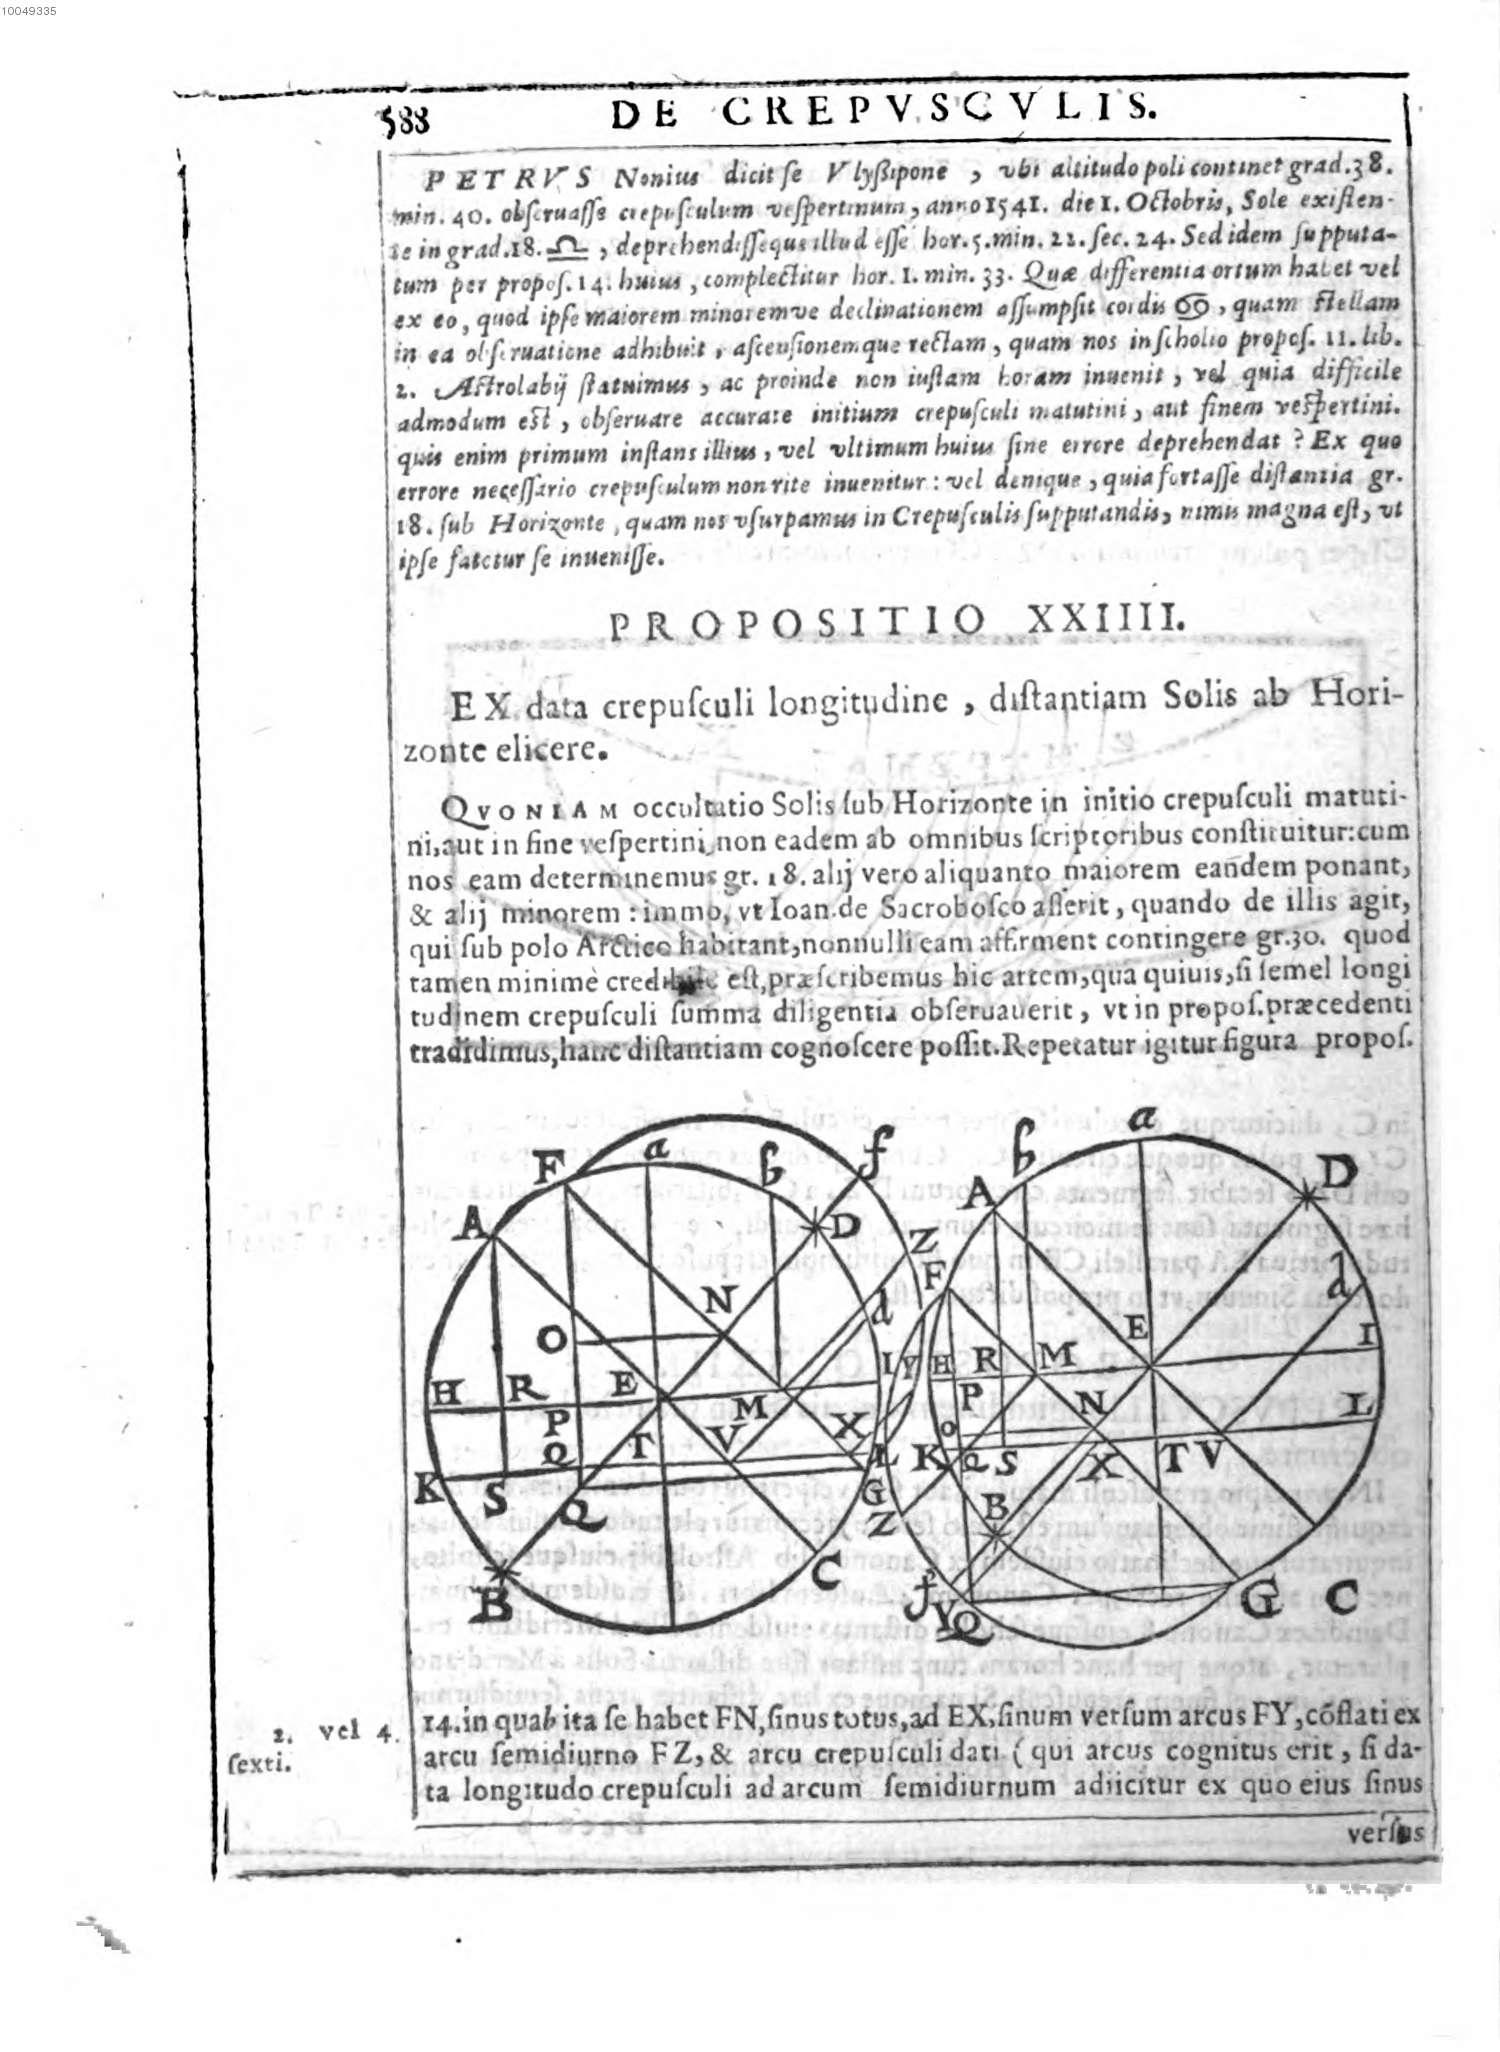 10049335
588 DE CREPVSCVLIS.
PETRVS Nonius dicit se Vlyßipone, vbi altitudo poli continet grad.38.
min. 40. obseruasse crepusculum vespertinum, anno 1541. die 1. Octobris, Sole existen-
te in grad.18. ♎, deprehendisseque illud esse hor.5.min.21.sec.24. Sed idem supputa-
tum per propos.14. huius, complectitur hor. 1. min. 33. Quæ differentia ortum habet vel
ex eo, quod ipse maiorem minoremve declinationem assumpsit cordis ♋, quam stellam
in ea obseruatione adhibuit, ascensionemque rectam, quam nos in scholio propos. 11. lib.
2. Astrolabij statuimus, ac proinde non iustam horam inuenit, vel quia difficile
admodum est, obseruare accurate initium crepusculi matutini, aut finem vespertini.
quis enim primum instans illius, vel vltimum huius sine errore deprehendat? Ex quo
errore necessario crepusculum non rite inuenitur: vel denique, quia fortasse distantia gr.
18. sub Horizonte, quam nos vsurpamus in Crepusculis supputandis, nimis magna est, vt
ipse fatetur se inuenisse.
PROPOSITIO XXIIII.
EX data crepusculi longitudine, distantiam Solis ab Hori-
zonte elicere.
QVONIAM occultatio Solis sub Horizonte in initio crepusculi matuti-
ni, aut in fine vespertini, non eadem ab omnibus scriptoribus constituitur: cum
nos eam determinemus gr. 18. alij vero aliquanto maiorem eandem ponant,
& alij minorem: immo, vt Ioan. de Sacrobosco asserit, quando de illis agit,
qui sub polo Arctico habitant, nonnulli eam affirment contingere gr.30. quod
tamen minimè credibile est, præscribemus hic artem, qua quiuis, si semel longi
tudinem crepusculi summa diligentia obseruauerit, vt in propos. præcedenti
tradidimus, hanc distantiam cognoscere possit. Repetatur igitur figura propos.
F a b f
A D
Z
N d
O
H R E M I Y
P
Q T V X L
K S Q G
B C
b a
A D
F d
E I
H R M
P N L
o
K Q S X T V
B
Z
f Y Q G C
14. in qua b ita se habet FN, sinus totus, ad EX, sinum versum arcus FY, cõflati ex
2. vel 4. sexti.
arcu semidiurno FZ, & arcu crepusculi dati (qui arcus cognitus erit, si da-
ta longitudo crepusculi ad arcum semidiurnum adijcitur ex quo eius sinus
versus